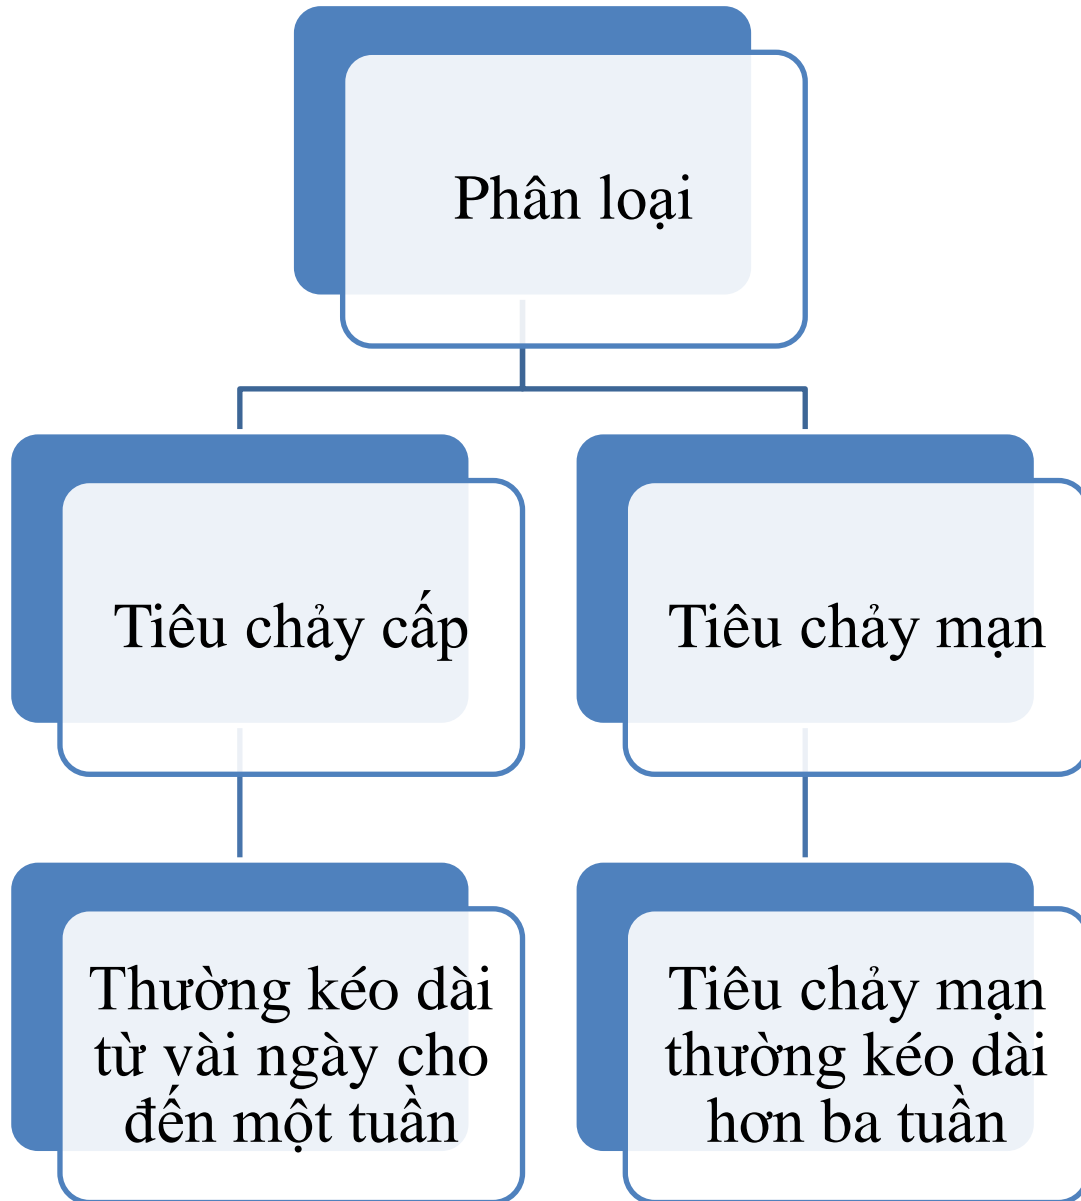 Phân loại
Tiêu chảy cấp
Tiêu chảy mạn
Thường kéo dài
từ vài ngày cho
đến một tuần
Tiêu chảy mạn
thường kéo dài
hơn ba tuần